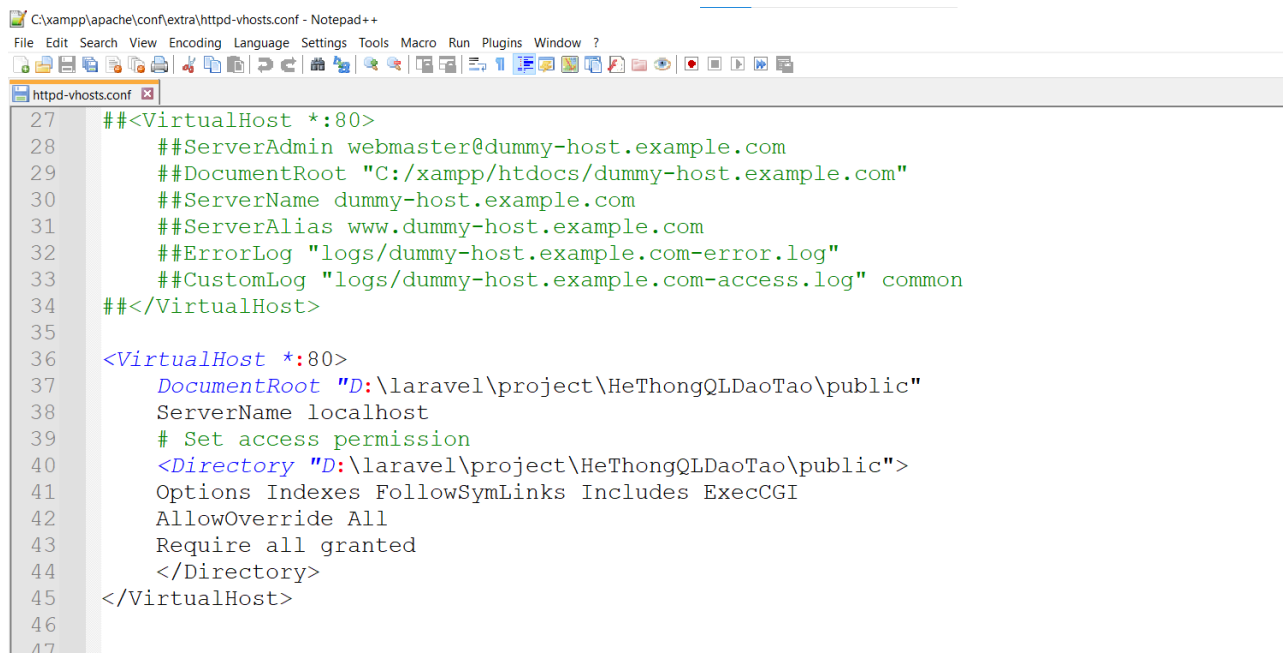 C:\xampp\apache\conf\extra\httpd-vhosts.conf - Notepad++
File Edit Search View Encoding Language Settings Tools Macro Run Plugins Window ?
httpd-vhosts.conf
27 ##<VirtualHost *:80>
28 ##ServerAdmin webmaster@dummy-host.example.com
29 ##DocumentRoot "C:/xampp/htdocs/dummy-host.example.com"
30 ##ServerName dummy-host.example.com
31 ##ServerAlias www.dummy-host.example.com
32 ##ErrorLog "logs/dummy-host.example.com-error.log"
33 ##CustomLog "logs/dummy-host.example.com-access.log" common
34 ##</VirtualHost>
35
36 <VirtualHost *:80>
37 DocumentRoot "D:\laravel\project\HeThongQLDaoTao\public"
38 ServerName localhost
39 # Set access permission
40 <Directory "D:\laravel\project\HeThongQLDaoTao\public">
41 Options Indexes FollowSymLinks Includes ExecCGI
42 AllowOverride All
43 Require all granted
44 </Directory>
45 </VirtualHost>
46
47